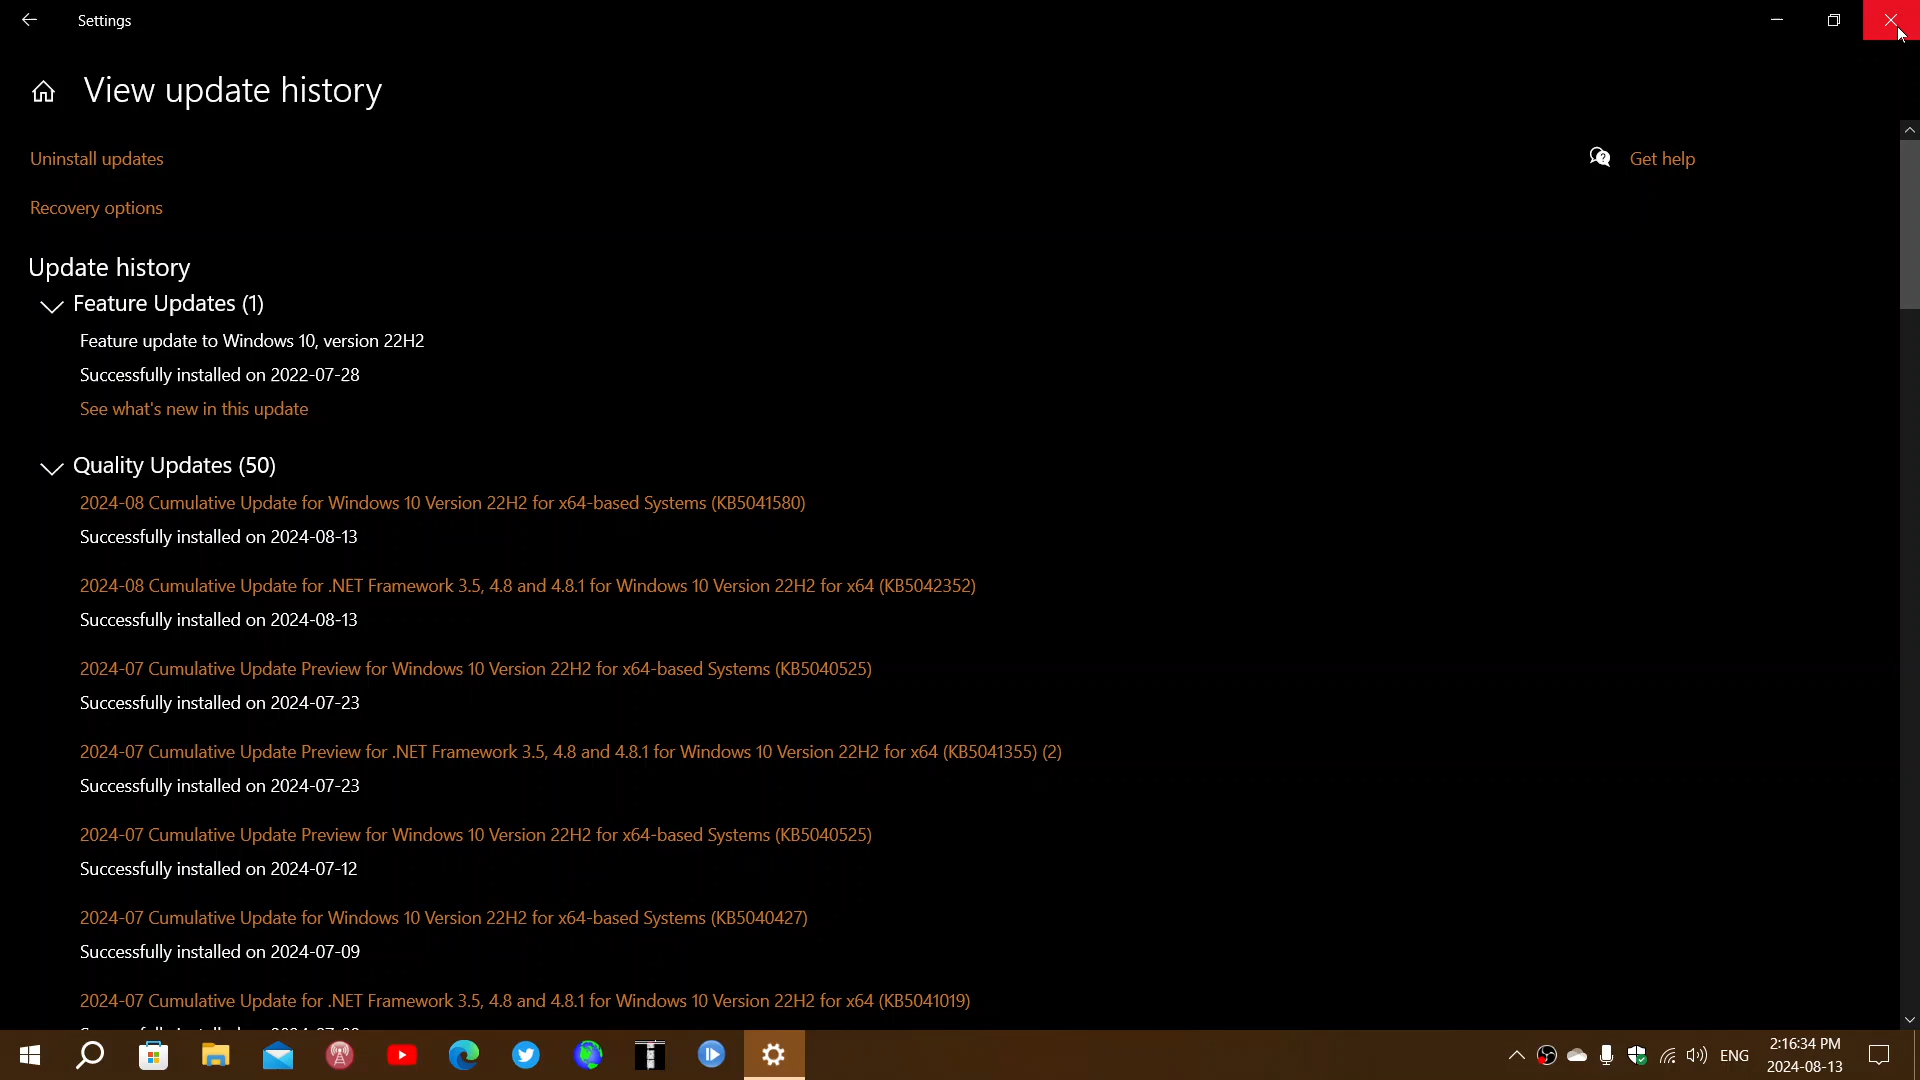 Settings
View update history
Uninstall updates
Get help
Recovery options
Update history
Feature Updates (1)
Feature update to Windows 10, version 22H2
Successfully installed on 2022-07-28
See what's new in this update
Quality Updates (50)
2024-08 Cumulative Update for Windows 10 Version 22H2 for x64-based Systems (KB5041580)
Successfully installed on 2024-08-13
2024-08 Cumulative Update for .NET Framework 3.5, 4.8 and 4.8.1 for Windows 10 Version 22H2 for x64 (KB5042352)
Successfully installed on 2024-08-13
2024-07 Cumulative Update Preview for Windows 10 Version 22H2 for x64-based Systems (KB5040525)
Successfully installed on 2024-07-23
2024-07 Cumulative Update Preview for .NET Framework 3.5, 4.8 and 4.8.1 for Windows 10 Version 22H2 for x64 (KB5041355) (2)
Successfully installed on 2024-07-23
2024-07 Cumulative Update Preview for Windows 10 Version 22H2 for x64-based Systems (KB5040525)
Successfully installed on 2024-07-12
2024-07 Cumulative Update for Windows 10 Version 22H2 for x64-based Systems (KB5040427)
Successfully installed on 2024-07-09
2024-07 Cumulative Update for .NET Framework 3.5, 4.8 and 4.8.1 for Windows 10 Version 22H2 for x64 (KB5041019)
ENG
2:16:34 PM
2024-08-13